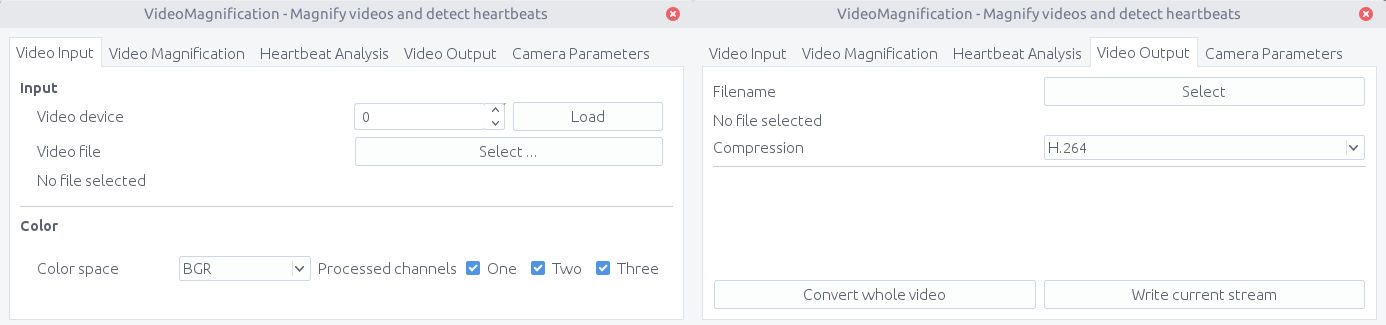 VideoMagnification - Magnify videos and detect heartbeats
Video Input Video Magnification Heartbeat Analysis Video Output Camera Parameters
Input
Video device 0 Load
Video file Select ...
No file selected
Color
Color space BGR Processed channels One Two Three
VideoMagnification - Magnify videos and detect heartbeats
Video Input Video Magnification Heartbeat Analysis Video Output Camera Parameters
Filename Select
No file selected
Compression H.264
Convert whole video Write current stream